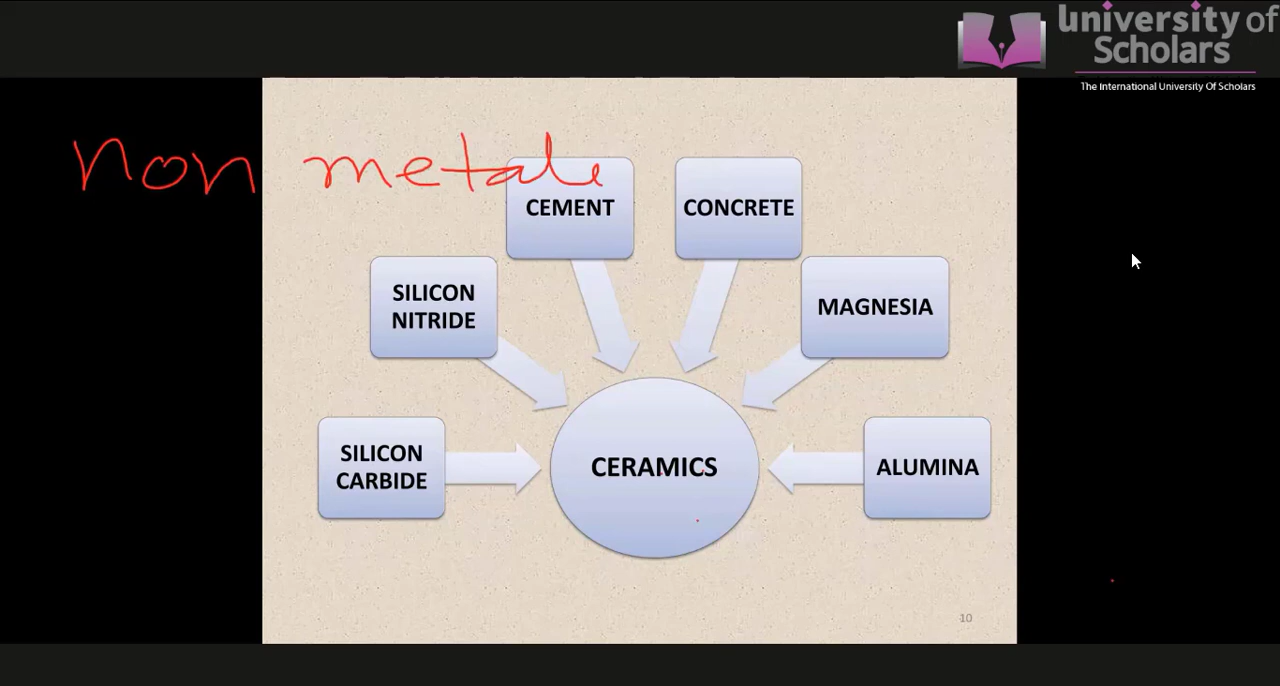 university of
Scholars
The International University Of Scholars
non metals
CEMENT
CONCRETE
SILICON
NITRIDE
MAGNESIA
SILICON
CARBIDE
CERAMICS
ALUMINA
10